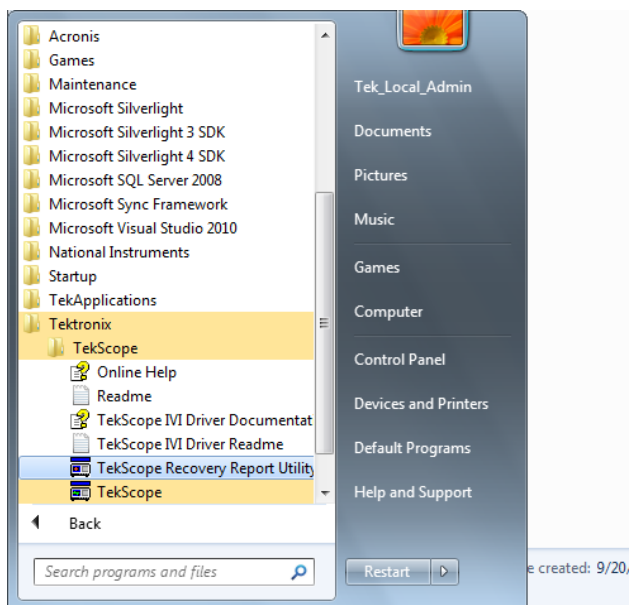 Acronis
Games
Maintenance
Microsoft Silverlight
Microsoft Silverlight 3 SDK
Microsoft Silverlight 4 SDK
Microsoft SQL Server 2008
Microsoft Sync Framework
Microsoft Visual Studio 2010
National Instruments
Startup
TekApplications
Tektronix
TekScope
Online Help
Readme
TekScope IVI Driver Documentat
TekScope IVI Driver Readme
TekScope Recovery Report Utility
TekScope
Back
Search programs and files
Tek_Local_Admin
Documents
Pictures
Music
Games
Computer
Control Panel
Devices and Printers
Default Programs
Help and Support
Restart
e created: 9/20/